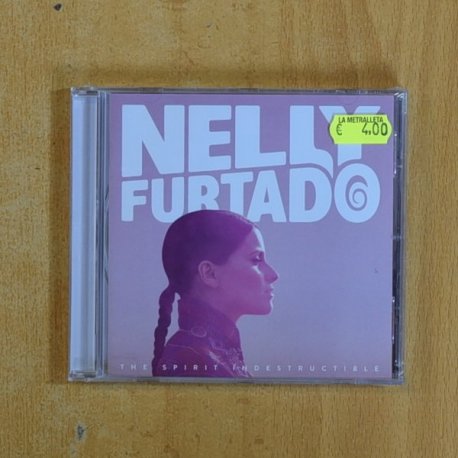 NELLY
FURTADO
LA METRALLETA
€ 4,00
THE SPIRIT INDESTRUCTIBLE